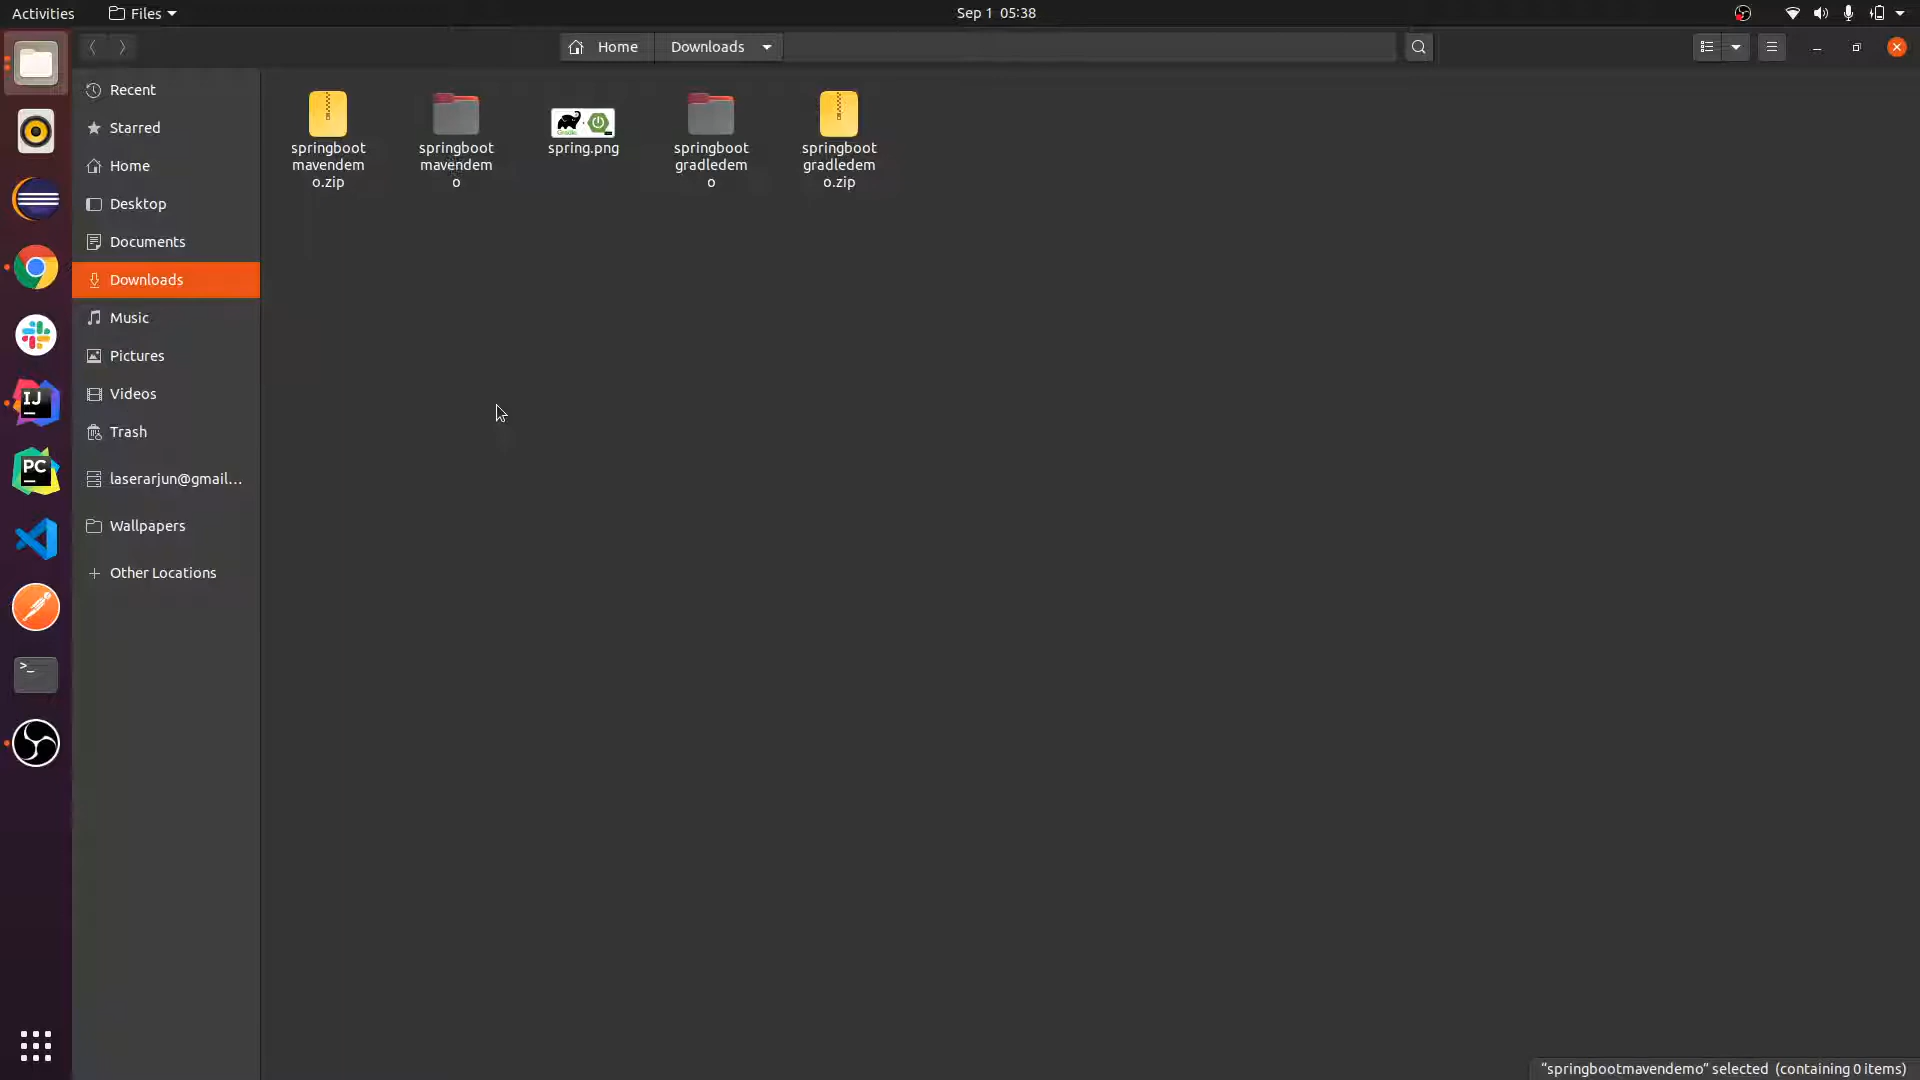 Activities
Files
Sep 1 05:38
Home
Downloads
Recent
Starred
Home
Desktop
Documents
Downloads
Music
Pictures
Videos
Trash
laserarjun@gmail...
Wallpapers
+ Other Locations
springboot
mavendem
o.zip
springboot
mavendem
o
spring.png
springboot
gradledem
o
springboot
gradledem
o.zip
IJ
PC
>_
"springbootmavendemo" selected (containing 0 items)